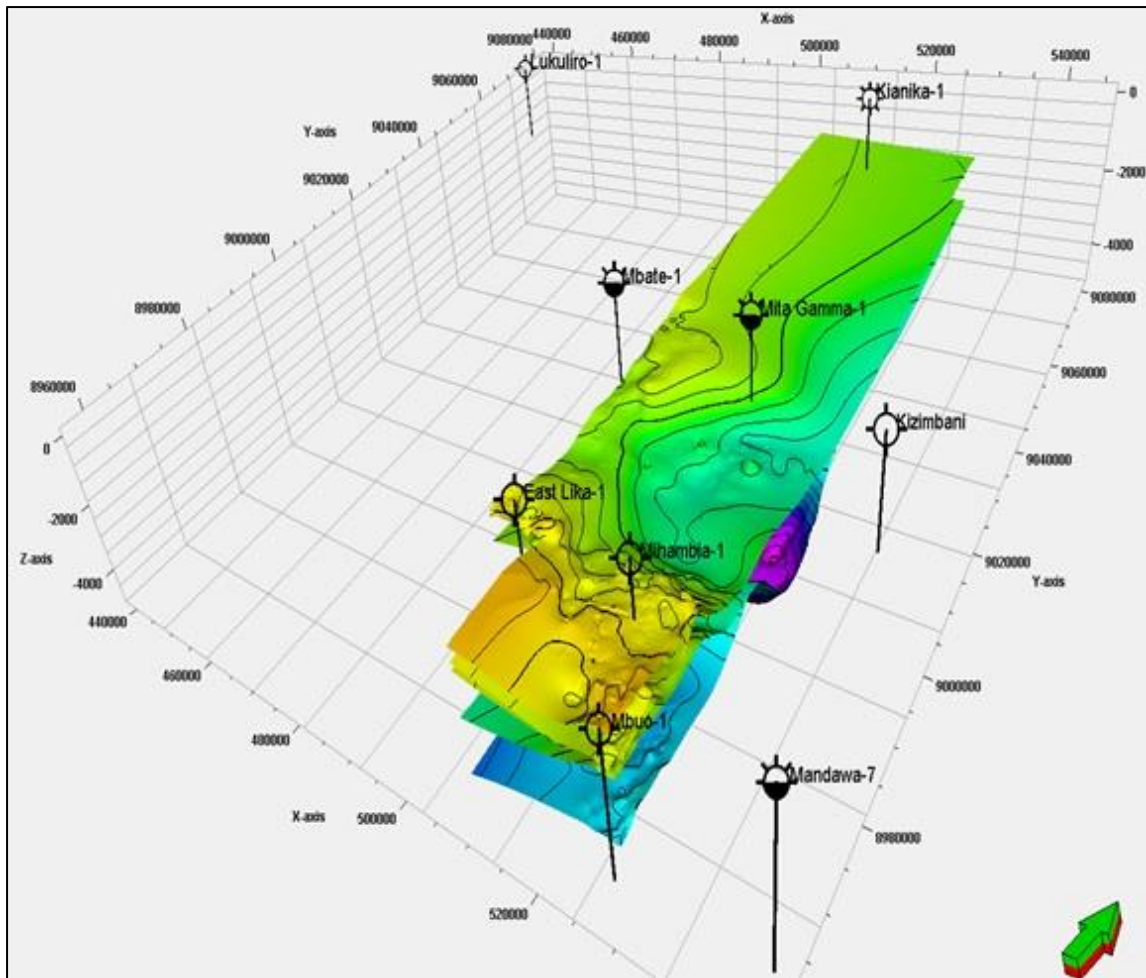 X-axis
9080000 440000 460000 480000 500000 520000 540000
Lukuliro-1
Kianika-1
0
9060000
Y-axis
9040000
-2000
9020000
9000000
-4000
Mbate-1
9000000
Mita Gamma-1
8980000
9060000
8960000
Kizimbani
0
9040000
East Lika-1
-2000
Mihambia-1
9020000
Z-axis
Y-axis
-4000
440000
460000
9000000
480000
Mbuo-1
Mandawa-7
X-axis
500000
8980000
520000